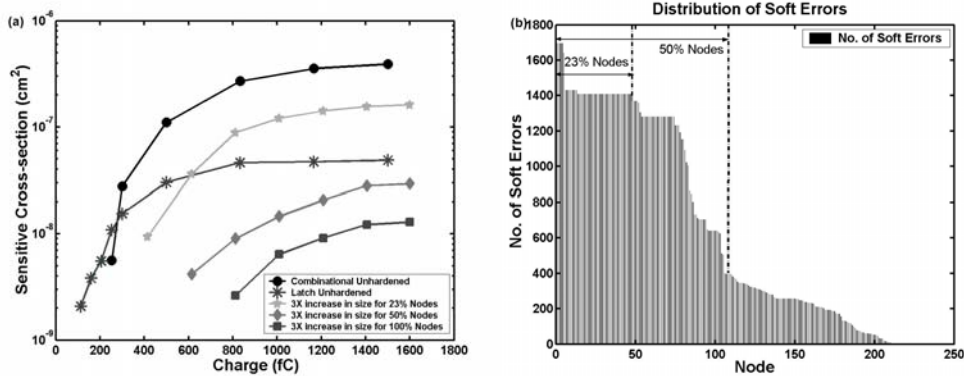 (a)
10^-6
10^-7
10^-8
10^-9
Sensitive Cross-section (cm^2)
0 200 400 600 800 1000 1200 1400 1600 1800
Charge (fC)
Combinational Unhardened
Latch Unhardened
3X increase in size for 23% Nodes
3X increase in size for 50% Nodes
3X increase in size for 100% Nodes
(b)
Distribution of Soft Errors
1800
1600
1400
1200
1000
800
600
400
200
0
No. of Soft Errors
No. of Soft Errors
50% Nodes
23% Nodes
0 50 100 150 200 250
Node